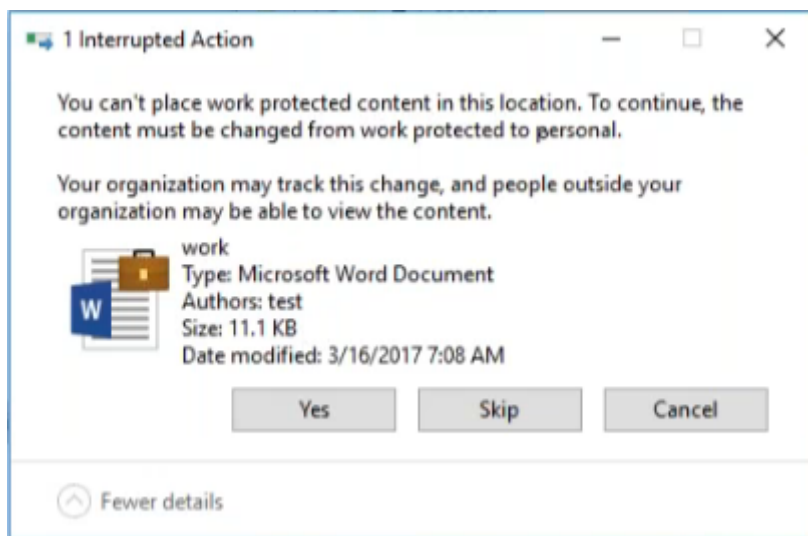 1 Interrupted Action
You can't place work protected content in this location. To continue, the
content must be changed from work protected to personal.
Your organization may track this change, and people outside your
organization may be able to view the content.
work
Type: Microsoft Word Document
W
Authors: test
Size: 11.1 KB
Date modified: 3/16/2017 7:08 AM
Yes Skip Cancel
Fewer details